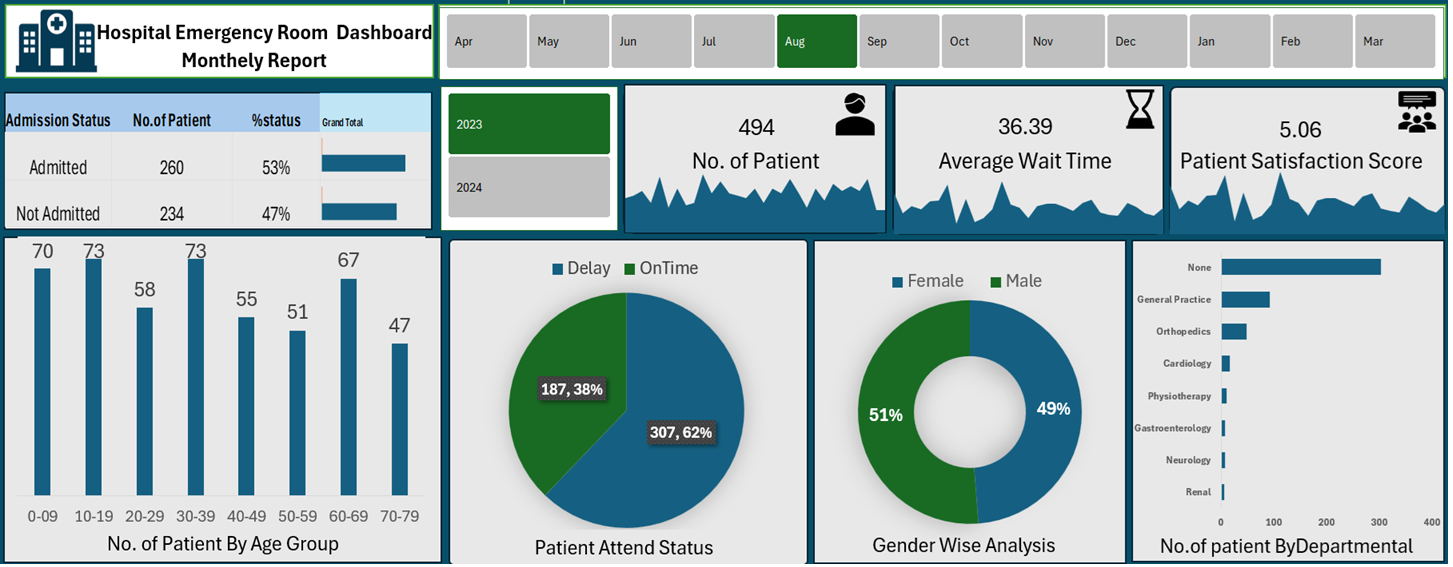 Hospital Emergency Room  Dashboard
Monthely Report
Apr
May
Jun
Jul
Aug
Sep
Oct
Nov
Dec
Jan
Feb
Mar
Admission Status No.of Patient %status Grand Total
Admitted 260 53%
Not Admitted 234 47%
2023
2024
494
No. of Patient
36.39
Average Wait Time
5.06
Patient Satisfaction Score
70 73 58 73 55 51 67 47
0-09 10-19 20-29 30-39 40-49 50-59 60-69 70-79
No. of Patient By Age Group
Delay OnTime
187, 38%
307, 62%
Patient Attend Status
Female Male
51% 49%
Gender Wise Analysis
None
General Practice
Orthopedics
Cardiology
Physiotherapy
Gastroenterology
Neurology
Renal
0 100 200 300 400
No.of patient ByDepartmental